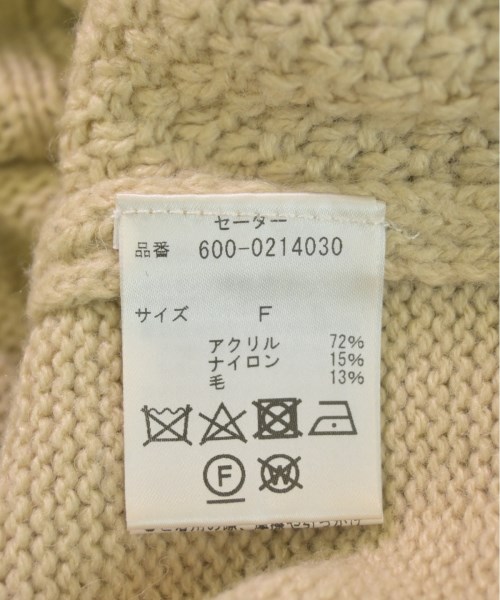 セーター
品番 600-0214030
サイズ F
アクリル 72%
ナイロン 15%
毛 13%
F
W